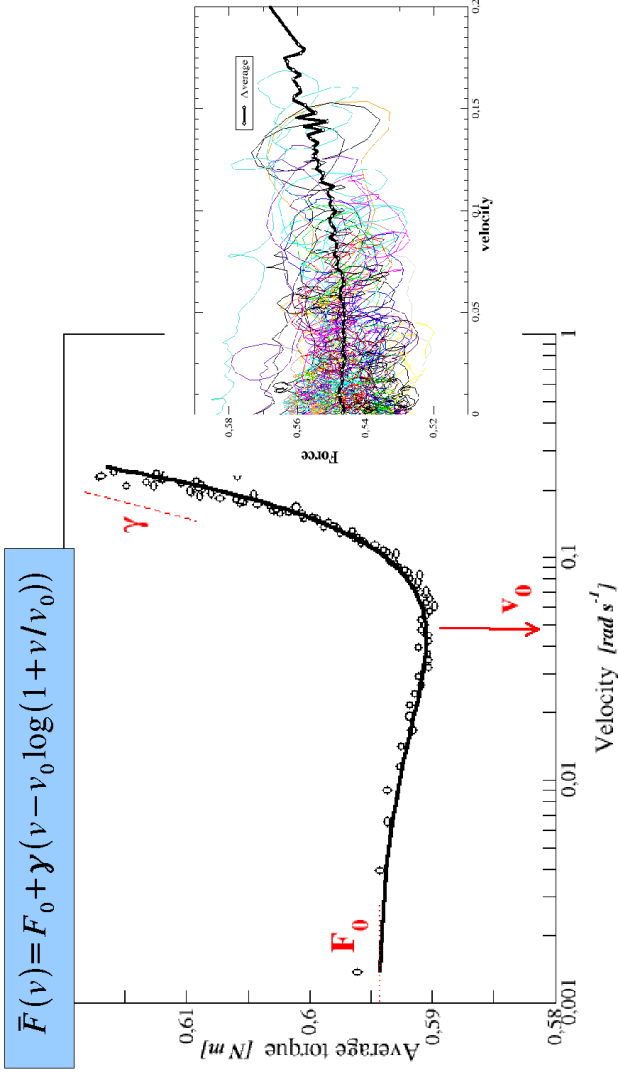 F̄(v)=F₀+γ(v−v₀log(1+v/v₀))
Average torque [N m]
0,61
0,6
0,59
0,58
F₀
γ
v₀
0,001
0,01
0,1
1
Velocity [rad s⁻¹]
Force
0,58
0,56
0,54
0,52
Average
0
0.05
0.1
0.15
0.2
velocity